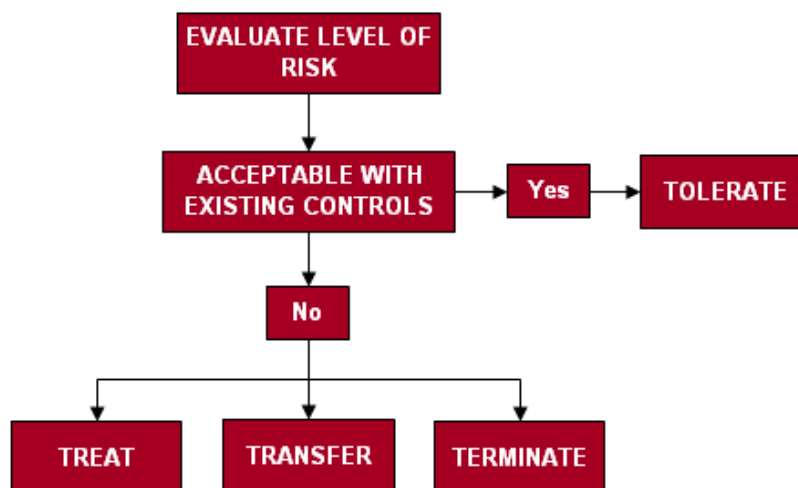 EVALUATE LEVEL OF
RISK
ACCEPTABLE WITH
EXISTING CONTROLS
Yes
TOLERATE
No
TREAT
TRANSFER
TERMINATE